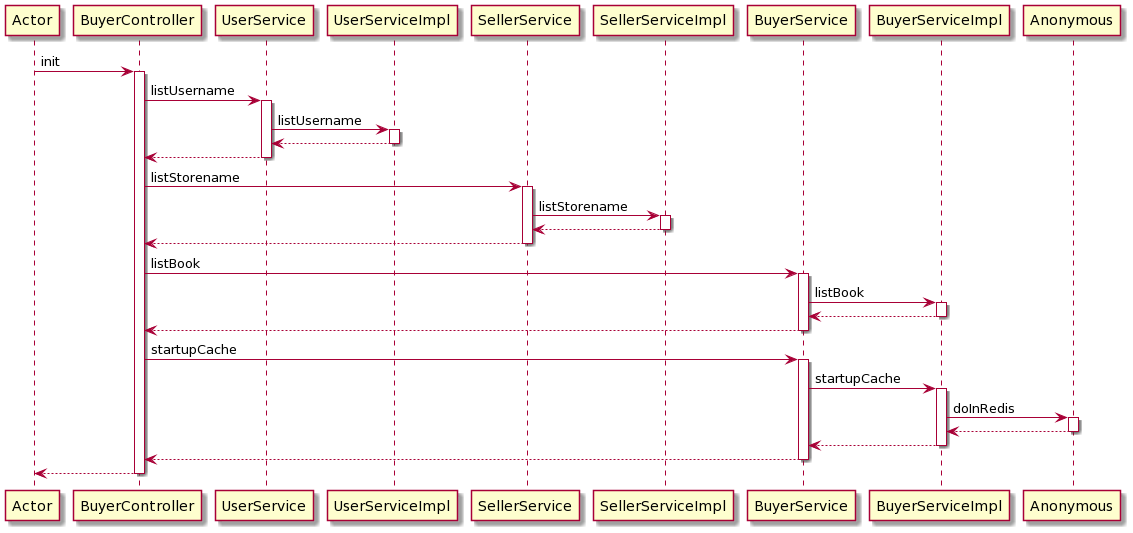 Actor BuyerController UserService UserServiceImpl SellerService SellerServiceImpl BuyerService BuyerServiceImpl Anonymous
init
listUsername
listUsername
listStorename
listStorename
listBook
listBook
startupCache
startupCache
doInRedis
Actor BuyerController UserService UserServiceImpl SellerService SellerServiceImpl BuyerService BuyerServiceImpl Anonymous